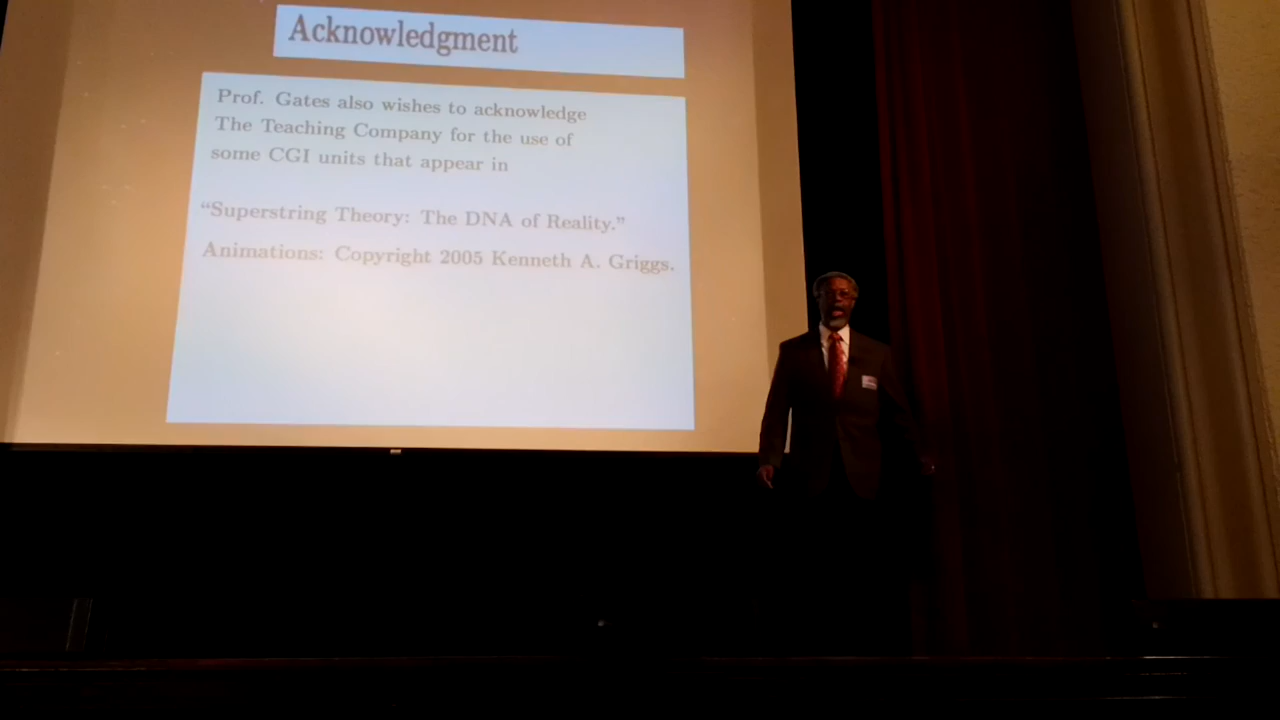 Acknowledgment
Prof. Gates also wishes to acknowledge
The Teaching Company for the use of
some CGI units that appear in
“Superstring Theory: The DNA of Reality.”
Animations: Copyright 2005 Kenneth A. Griggs.